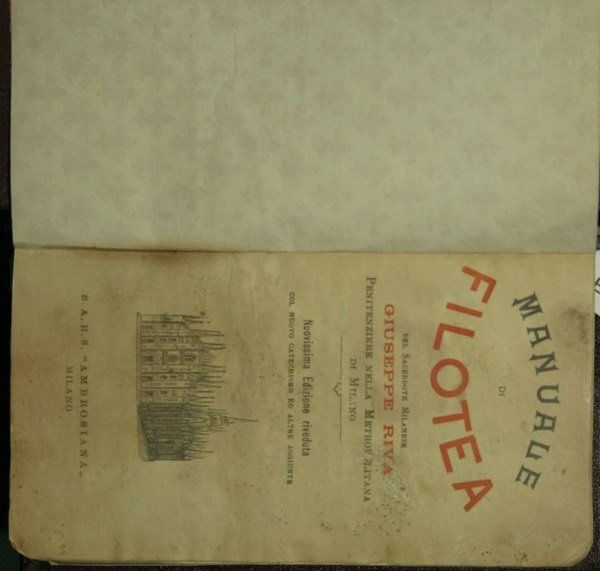 MANUALE
DI
FILOTEA
DEL SACERDOTE MILANESE
GIUSEPPE RIVA
PENITENZIERE NELLA METROPOLITANA
DI MILANO
Nuovissima Edizione riveduta
COL NUOVO CATECHISMO ED ALTRE AGGIUNTE
S. A. B. S. "AMBROSIANA"
MILANO